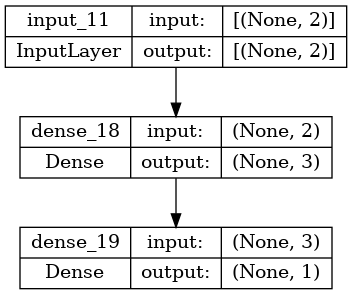 input_11 input: [(None, 2)]
InputLayer output: [(None, 2)]
dense_18 input: (None, 2)
Dense output: (None, 3)
dense_19 input: (None, 3)
Dense output: (None, 1)